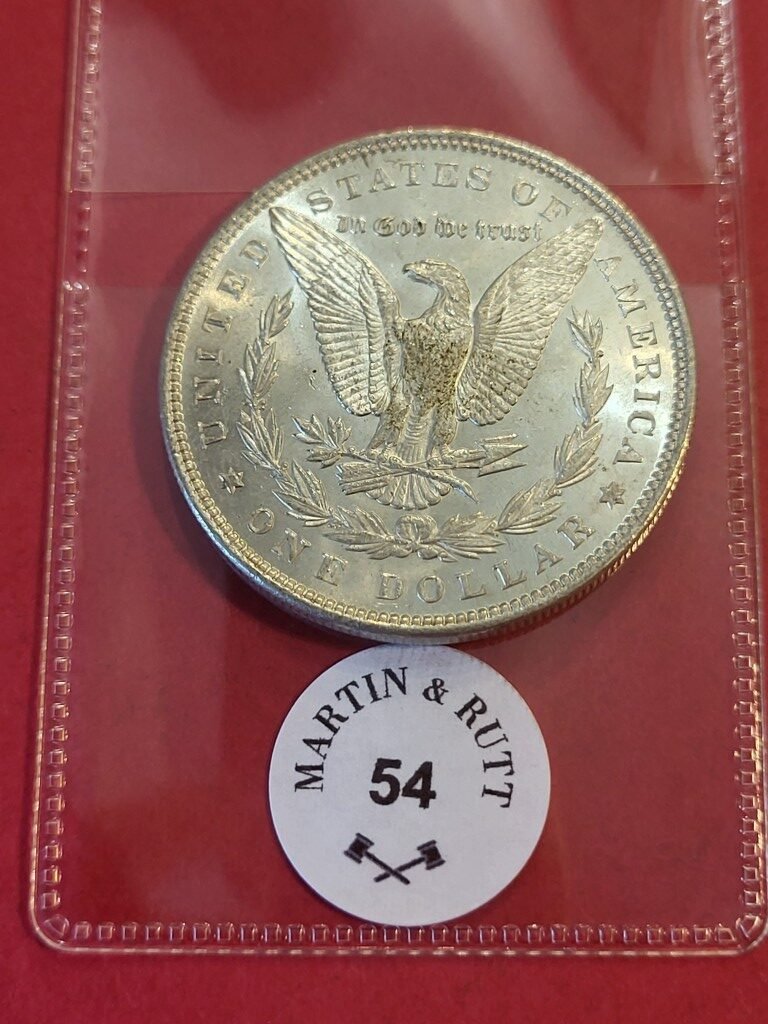 UNITED STATES OF AMERICA
In God we trust
ONE DOLLAR
MARTIN & RUTT
54